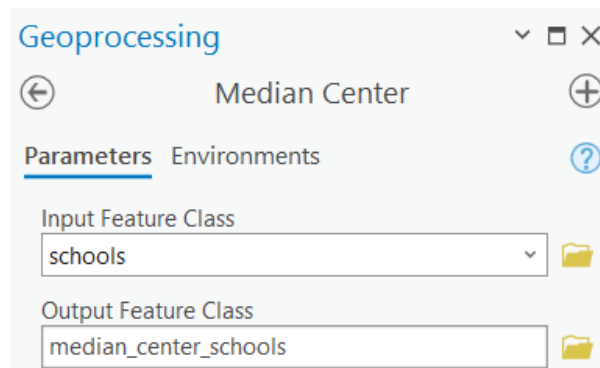 Geoprocessing
Median Center
Parameters Environments
Input Feature Class
schools
Output Feature Class
median_center_schools